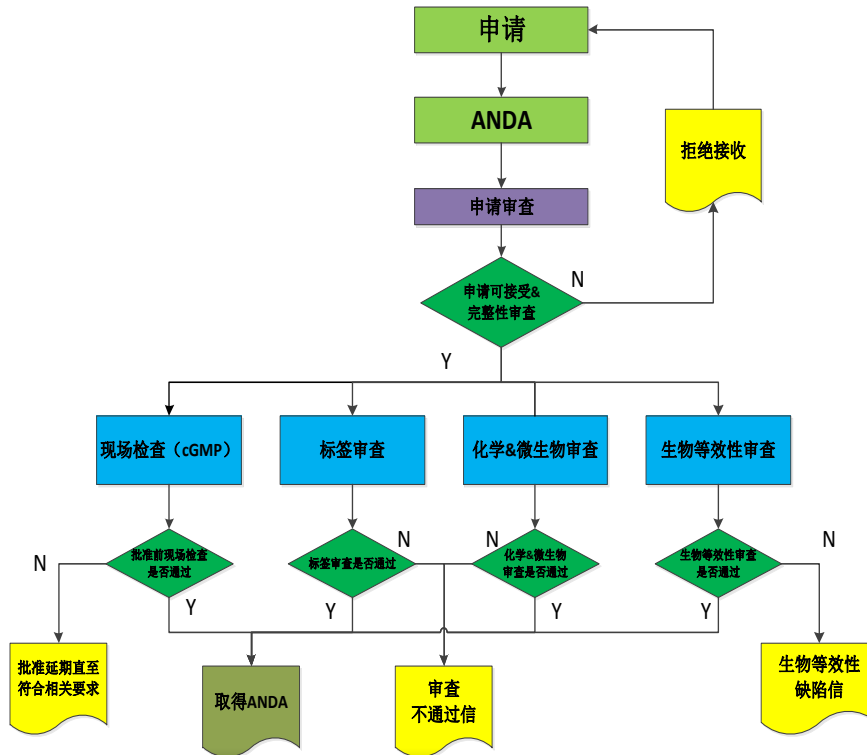 申请
ANDA
拒绝接收
申请审查
申请可接受&
完整性审查
N
Y
现场检查（cGMP）
标签审查
化学&微生物审查
生物等效性审查
批准前现场检查
是否通过
标签审查是否通过
化学&微生物
审查是否通过
生物等效性审查
是否通过
N
N
N
N
Y
Y
Y
Y
批准延期直至
符合相关要求
取得ANDA
审查
不通过信
生物等效性
缺陷信